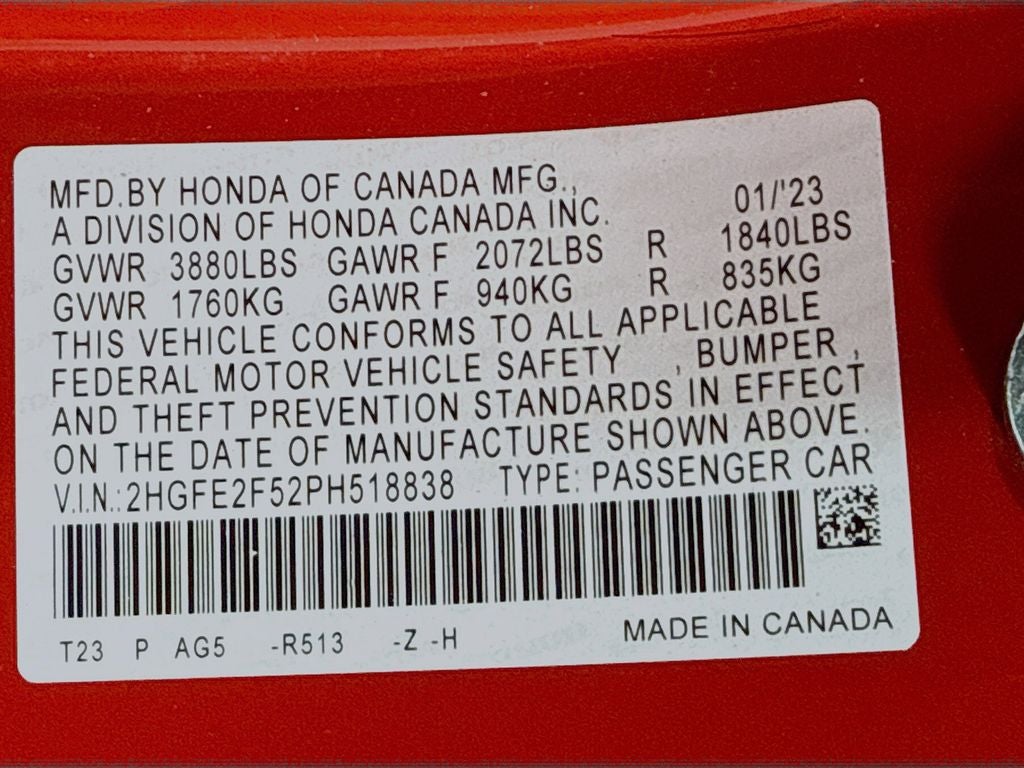 MFD.BY HONDA OF CANADA MFG.,
A DIVISION OF HONDA CANADA INC. 01/'23
GVWR 3880LBS GAWR F 2072LBS R 1840LBS
GVWR 1760KG GAWR F 940KG R 835KG
THIS VEHICLE CONFORMS TO ALL APPLICABLE
FEDERAL MOTOR VEHICLE SAFETY , BUMPER ,
AND THEFT PREVENTION STANDARDS IN EFFECT
ON THE DATE OF MANUFACTURE SHOWN ABOVE.
V.I.N.:2HGFE2F52PH518838 TYPE: PASSENGER CAR
T23 P AG5 -R513 -Z -H MADE IN CANADA